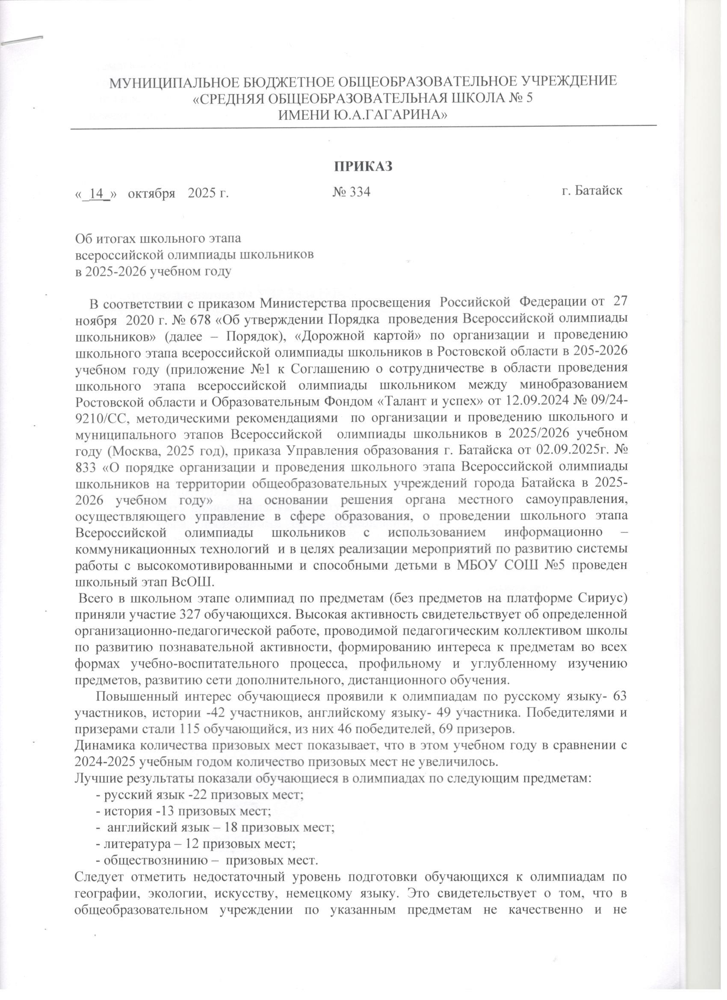 МУНИЦИПАЛЬНОЕ БЮДЖЕТНОЕ ОБЩЕОБРАЗОВАТЕЛЬНОЕ УЧРЕЖДЕНИЕ
«СРЕДНЯЯ ОБЩЕОБРАЗОВАТЕЛЬНАЯ ШКОЛА № 5
ИМЕНИ Ю.А.ГАГАРИНА»
ПРИКАЗ
«_14_» октября 2025 г. № 334 г. Батайск
Об итогах школьного этапа
всероссийской олимпиады школьников
в 2025-2026 учебном году
В соответствии с приказом Министерства просвещения Российской Федерации от 27
ноября 2020 г. № 678 «Об утверждении Порядка проведения Всероссийской олимпиады
школьников» (далее – Порядок), «Дорожной картой» по организации и проведению
школьного этапа всероссийской олимпиады школьников в Ростовской области в 205-2026
учебном году (приложение №1 к Соглашению о сотрудничестве в области проведения
школьного этапа всероссийской олимпиады школьником между минобразованием
Ростовской области и Образовательным Фондом «Талант и успех» от 12.09.2024 № 09/24-
9210/СС, методическими рекомендациями по организации и проведению школьного и
муниципального этапов Всероссийской олимпиады школьников в 2025/2026 учебном
году (Москва, 2025 год), приказа Управления образования г. Батайска от 02.09.2025г. №
833 «О порядке организации и проведения школьного этапа Всероссийской олимпиады
школьников на территории общеобразовательных учреждений города Батайска в 2025-
2026 учебном году» на основании решения органа местного самоуправления,
осуществляющего управление в сфере образования, о проведении школьного этапа
Всероссийской олимпиады школьников с использованием информационно –
коммуникационных технологий и в целях реализации мероприятий по развитию системы
работы с высокомотивированными и способными детьми в МБОУ СОШ №5 проведен
школьный этап ВсОШ.
Всего в школьном этапе олимпиад по предметам (без предметов на платформе Сириус)
приняли участие 327 обучающихся. Высокая активность свидетельствует об определенной
организационно-педагогической работе, проводимой педагогическим коллективом школы
по развитию познавательной активности, формированию интереса к предметам во всех
формах учебно-воспитательного процесса, профильному и углубленному изучению
предметов, развитию сети дополнительного, дистанционного обучения.
Повышенный интерес обучающиеся проявили к олимпиадам по русскому языку- 63
участников, истории -42 участников, английскому языку- 49 участника. Победителями и
призерами стали 115 обучающийся, из них 46 победителей, 69 призеров.
Динамика количества призовых мест показывает, что в этом учебном году в сравнении с
2024-2025 учебным годом количество призовых мест не увеличилось.
Лучшие результаты показали обучающиеся в олимпиадах по следующим предметам:
- русский язык -22 призовых мест;
- история -13 призовых мест;
- английский язык – 18 призовых мест;
- литература – 12 призовых мест;
- обществознинию – призовых мест.
Следует отметить недостаточный уровень подготовки обучающихся к олимпиадам по
географии, экологии, искусству, немецкому языку. Это свидетельствует о том, что в
общеобразовательном учреждении по указанным предметам не качественно и не